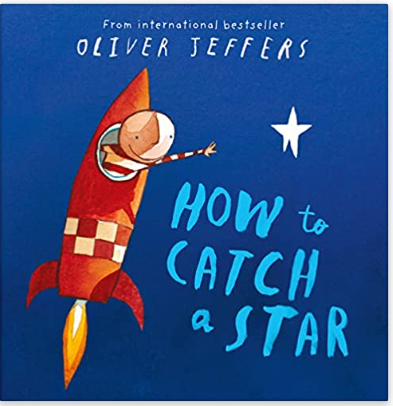 From international bestseller
OLIVER JEFFERS
HOW to
CATCH
a STAR